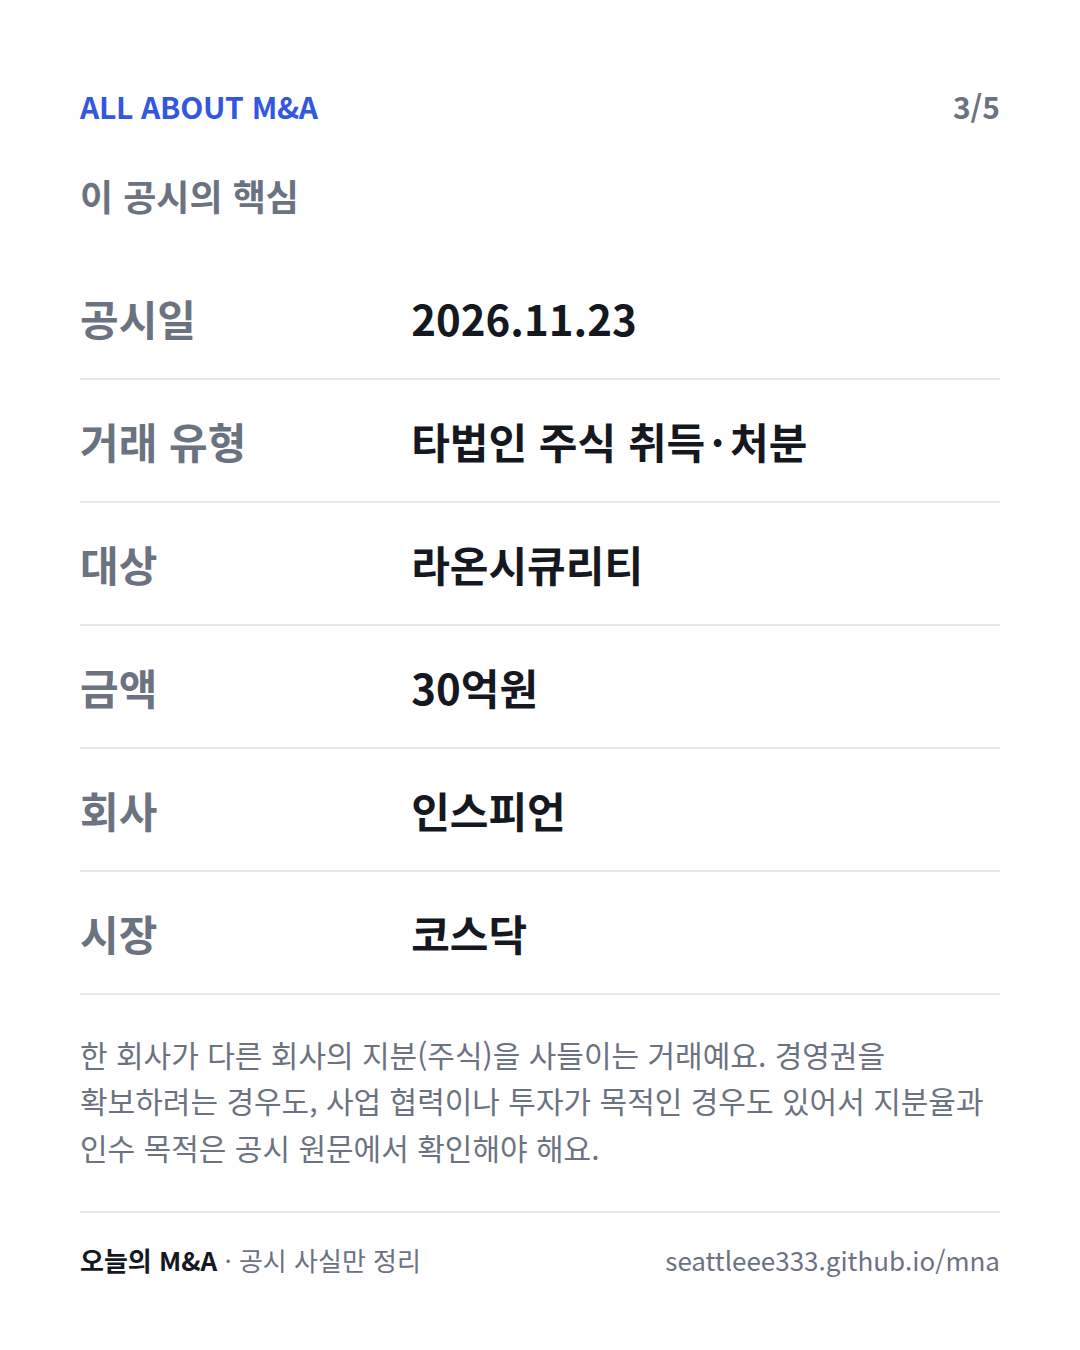 ALL ABOUT M&A 3/5
이 공시의 핵심
공시일 2026.11.23
거래 유형 타법인 주식 취득·처분
대상 라온시큐리티
금액 30억원
회사 인스피언
시장 코스닥
한 회사가 다른 회사의 지분(주식)을 사들이는 거래예요. 경영권을
확보하려는 경우도, 사업 협력이나 투자가 목적인 경우도 있어서 지분율과
인수 목적은 공시 원문에서 확인해야 해요.
오늘의 M&A · 공시 사실만 정리 seattleee333.github.io/mna